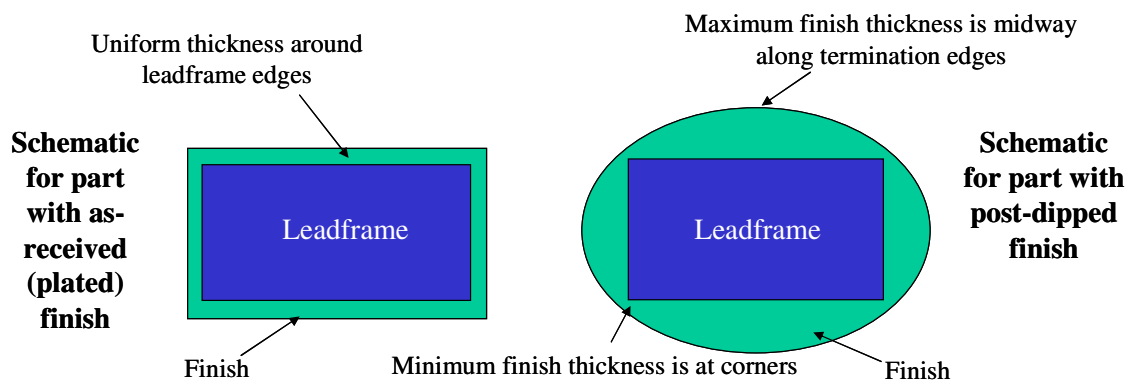 Uniform thickness around
leadframe edges
Maximum finish thickness is midway
along termination edges
Schematic
for part
with as-
received
(plated)
finish
Leadframe
Leadframe
Schematic
for part with
post-dipped
finish
Finish
Minimum finish thickness is at corners
Finish